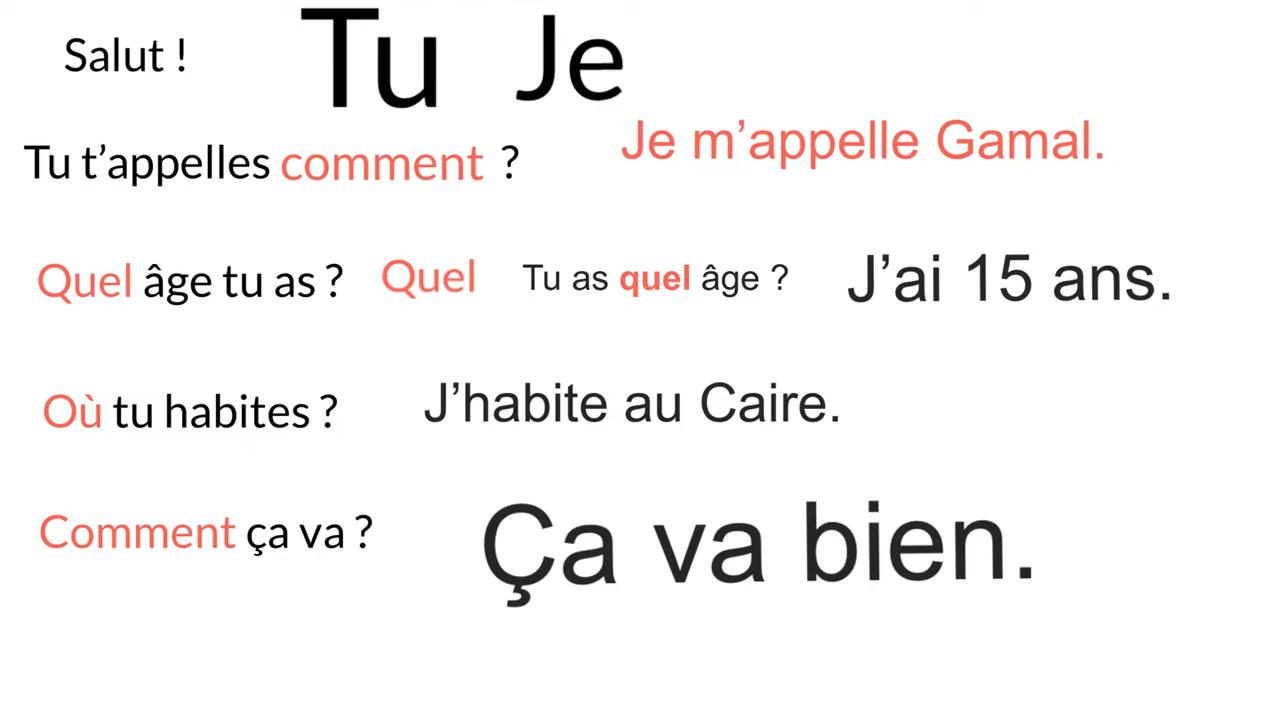 Salut !
Tu Je
Tu t’appelles comment ?
Je m’appelle Gamal.
Quel âge tu as ?
Quel
Tu as quel âge ?
J’ai 15 ans.
Où tu habites ?
J’habite au Caire.
Comment ça va ?
Ça va bien.